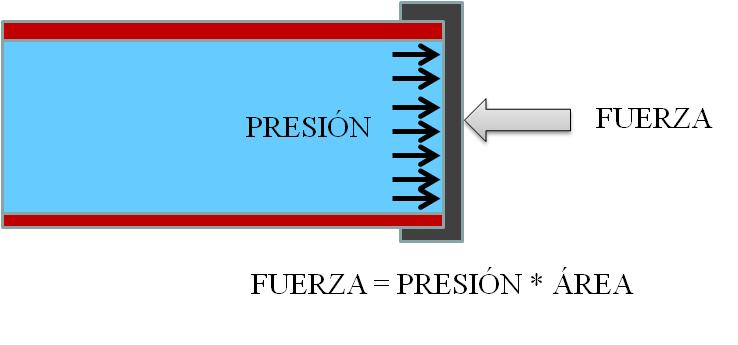 PRESIÓN
FUERZA
FUERZA = PRESIÓN * ÁREA